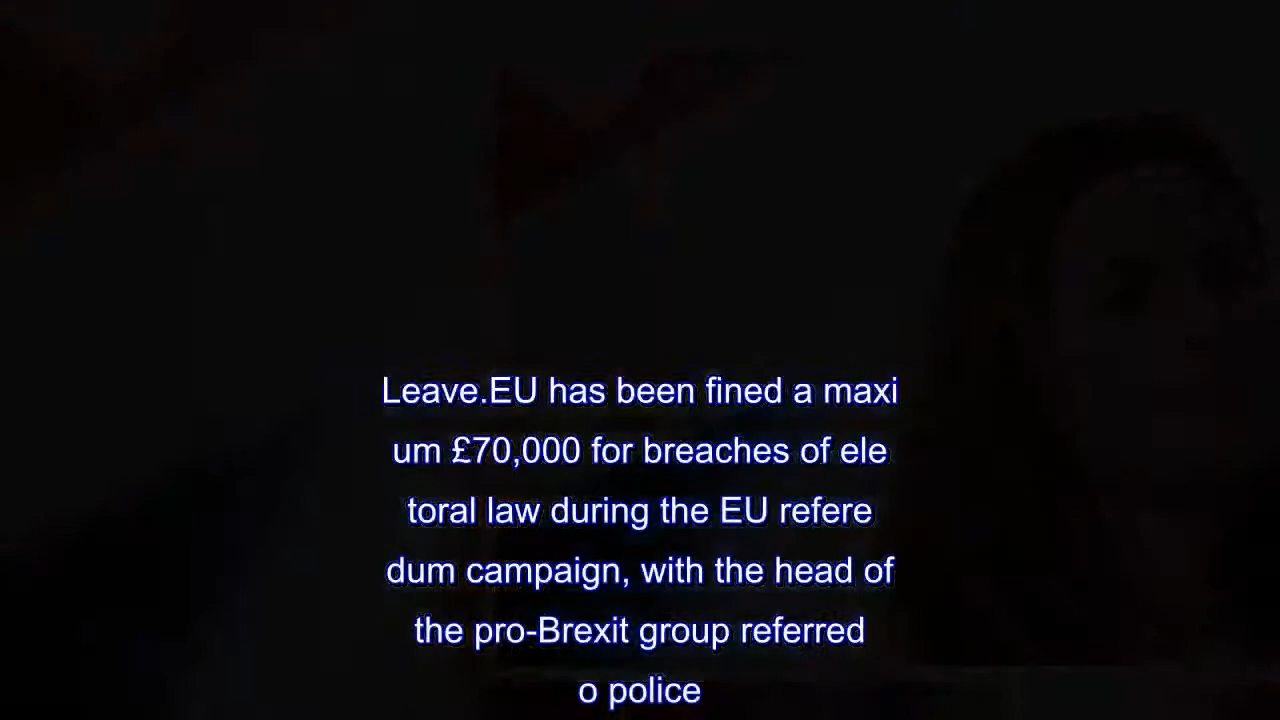 Leave.EU has been fined a maxi
um £70,000 for breaches of ele
toral law during the EU refere
dum campaign, with the head of
the pro-Brexit group referred
o police